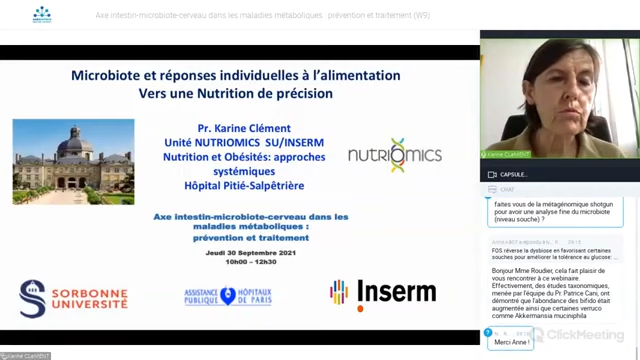 Axe intestin-microbiote-cerveau dans les maladies métaboliques : prévention et traitement (W9)
Microbiote et réponses individuelles à l'alimentation
Vers une Nutrition de précision
Pr. Karine Clément
Unité NUTRIOMICS SU/INSERM
Nutrition et Obésités: approches
systémiques
Hôpital Pitié-Salpêtrière
nutriomics
Axe intestin-microbiote-cerveau dans les
maladies métaboliques :
prévention et traitement
Jeudi 30 Septembre 2021
10h00 – 12h30
SORBONNE
UNIVERSITÉ
ASSISTANCE
PUBLIQUE
HÔPITAUX
DE PARIS
Inserm
Karine CLéMENT
Karine CLéMENT
CAPSULE...
CHAT
faites vous de la métagénomique shotgun
pour avoir une analyse fine du microbiote
(niveau souche) ?
FOS réverse la dysbiose en favorisant certaines
souches pour améliorer la tolérance au glucose:
Bonjour Mme Roudier, cela fait plaisir de
vous rencontrer à ce webinaire.
Effectivement, des études taxonomiques,
menée par l'équipe du Pr. Patrice Cani, ont
démontré que l'abondance des bifido était
augmentée ainsi que certaines verruco
comme Akkermansia muciniphila
Merci Anne !
ClickMeeting